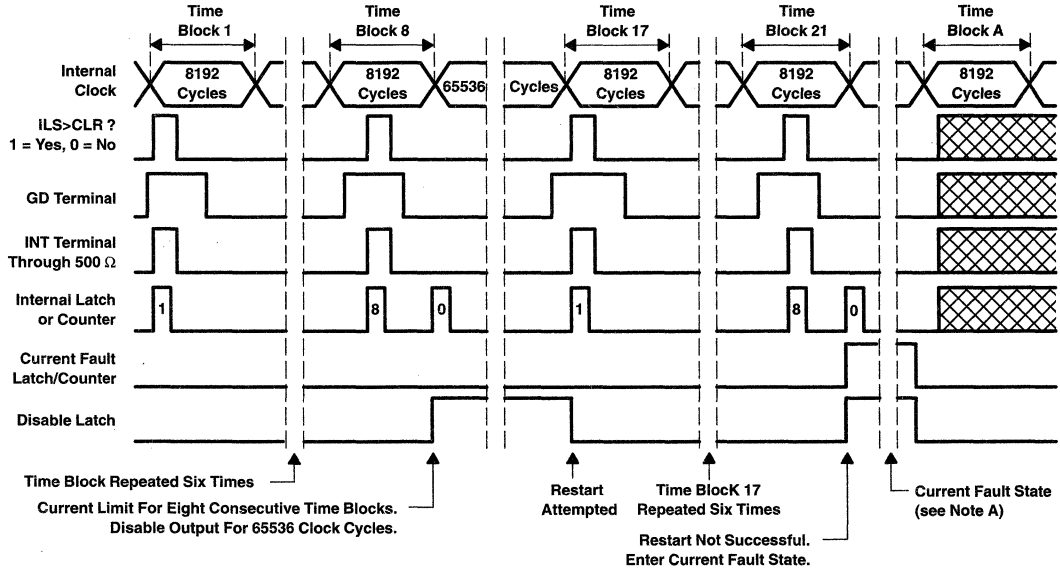 Time
Block 1
Time
Block 8
Time
Block 17
Time
Block 21
Time
Block A
Internal
Clock
8192
Cycles
8192
Cycles
65536
Cycles
8192
Cycles
8192
Cycles
8192
Cycles
iLS>CLR ?
1 = Yes, 0 = No
GD Terminal
INT Terminal
Through 500 Ω
Internal Latch
or Counter
1
8
0
1
8
0
Current Fault
Latch/Counter
Disable Latch
Time Block Repeated Six Times
Current Limit For Eight Consecutive Time Blocks.
Disable Output For 65536 Clock Cycles.
Restart
Attempted
Time BlocK 17
Repeated Six Times
Restart Not Successful.
Enter Current Fault State.
Current Fault State
(see Note A)